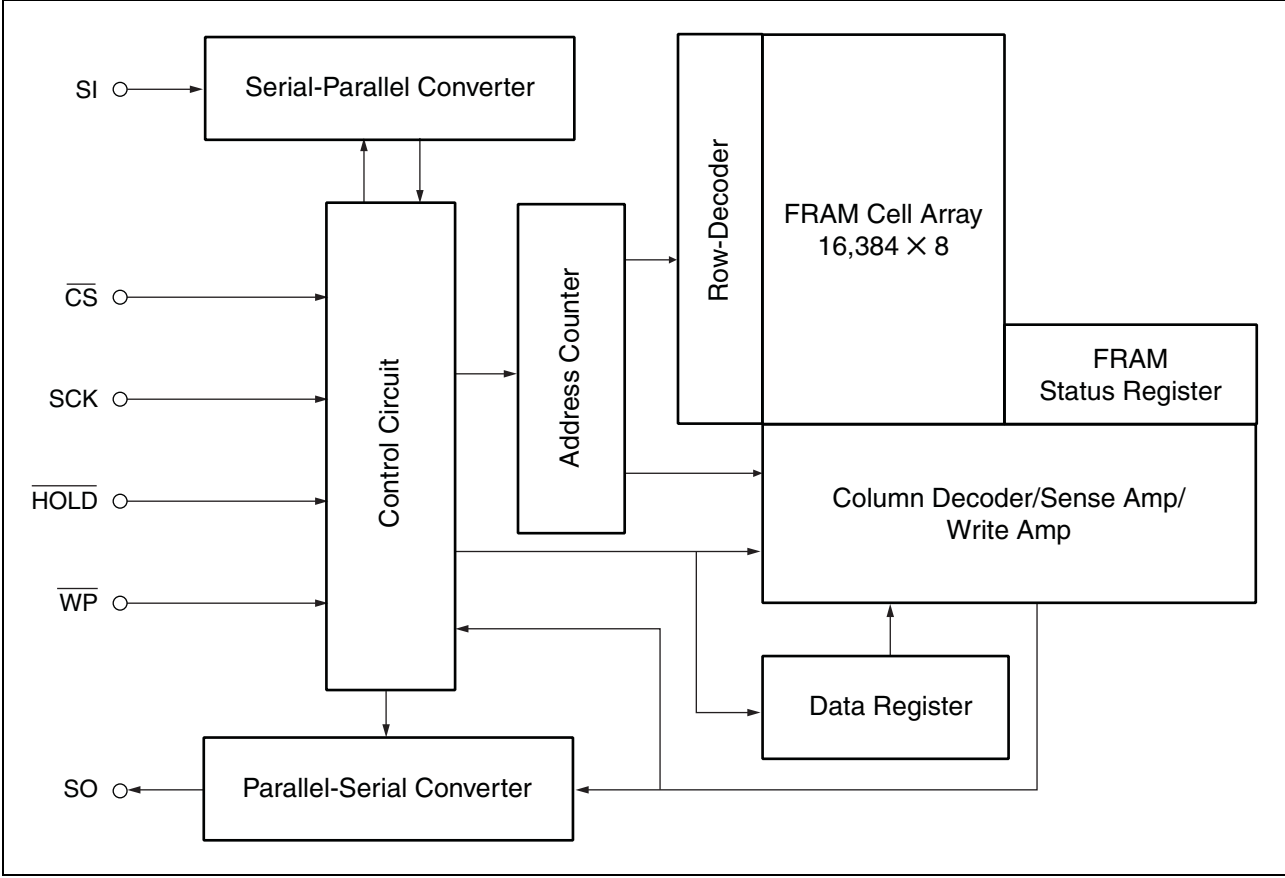 SI
Serial-Parallel Converter
CS
SCK
HOLD
WP
Control Circuit
Address Counter
Row-Decoder
FRAM Cell Array
16,384 × 8
FRAM
Status Register
Column Decoder/Sense Amp/
Write Amp
Data Register
Parallel-Serial Converter
SO